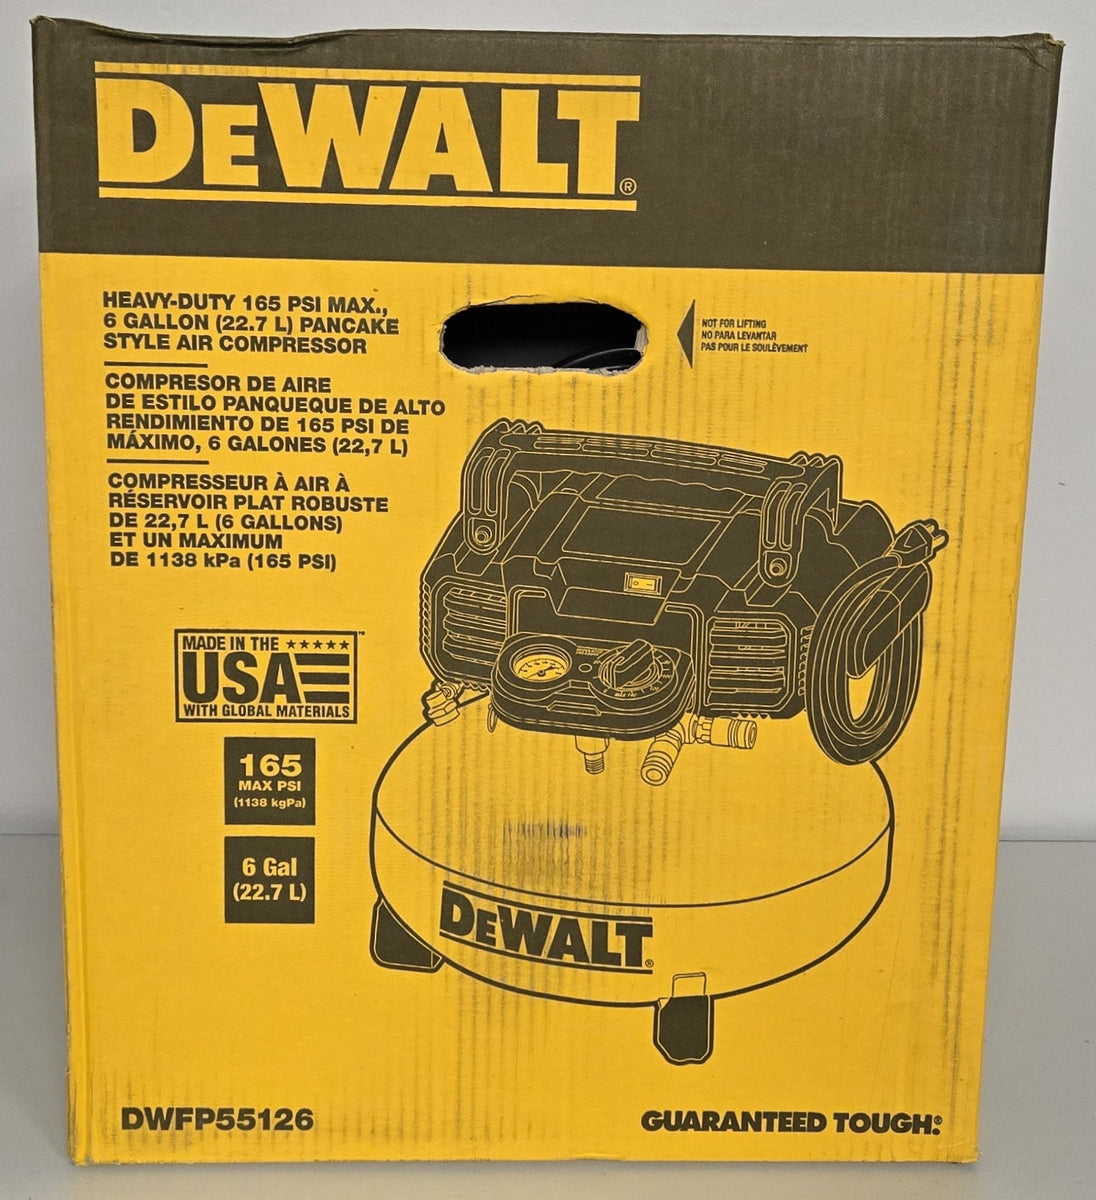 DEWALT®
HEAVY-DUTY 165 PSI MAX.,
6 GALLON (22.7 L) PANCAKE
STYLE AIR COMPRESSOR
COMPRESOR DE AIRE
DE ESTILO PANQUEQUE DE ALTO
RENDIMIENTO DE 165 PSI DE
MÁXIMO, 6 GALONES (22,7 L)
COMPRESSEUR À AIR À
RÉSERVOIR PLAT ROBUSTE
DE 22,7 L (6 GALLONS)
ET UN MAXIMUM
DE 1138 kPa (165 PSI)
NOT FOR LIFTING
NO PARA LEVANTAR
PAS POUR LE SOULÈVEMENT
MADE IN THE
USA
WITH GLOBAL MATERIALS
165
MAX PSI
(1138 kgPa)
6 Gal
(22.7 L)
DEWALT®
DWFP55126
GUARANTEED TOUGH.®